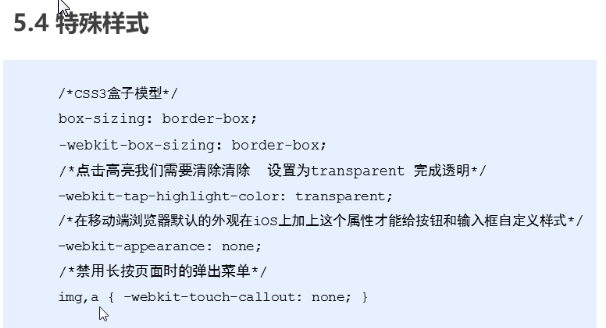 5.4 特殊样式
/*CSS3盒子模型*/
box-sizing: border-box;
-webkit-box-sizing: border-box;
/*点击高亮我们需要清除清除  设置为transparent 完成透明*/
-webkit-tap-highlight-color: transparent;
/*在移动端浏览器默认的外观在iOS上加上这个属性才能给按钮和输入框自定义样式*/
-webkit-appearance: none;
/*禁用长按页面时的弹出菜单*/
img,a { -webkit-touch-callout: none; }